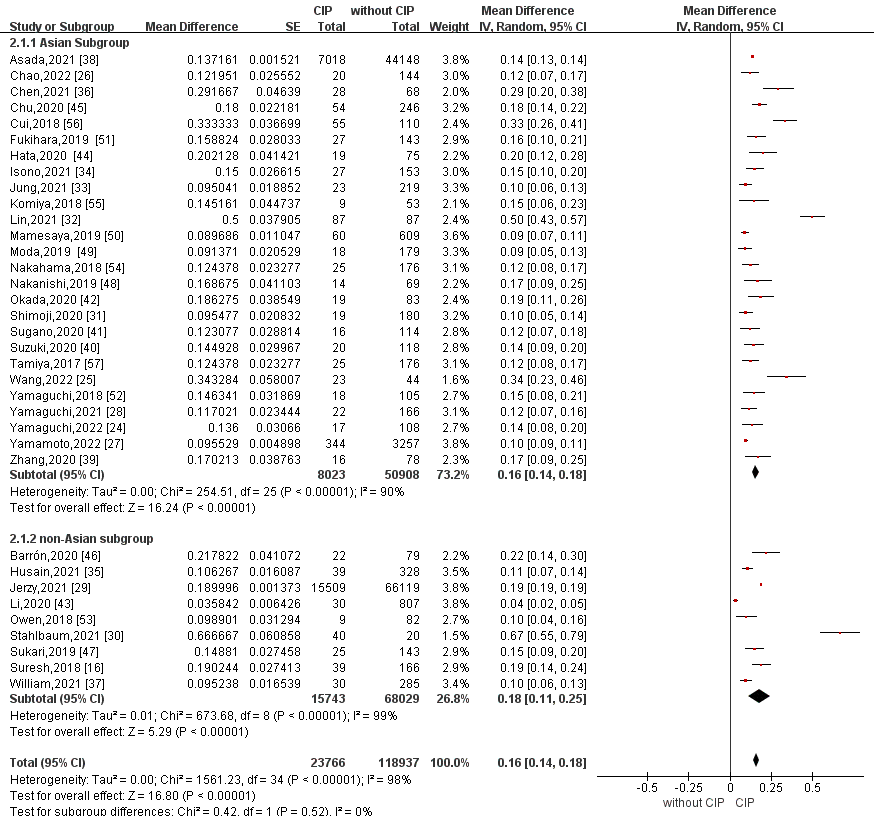 CIP without CIP Mean Difference Mean Difference
Study or Subgroup Mean Difference SE Total Total Weight IV, Random, 95% CI IV, Random, 95% CI
2.1.1 Asian Subgroup
Asada,2021 [38] 0.137161 0.001521 7018 44148 3.8% 0.14 [0.13, 0.14]
Chao,2022 [26] 0.121951 0.025552 20 144 3.0% 0.12 [0.07, 0.17]
Chen,2021 [36] 0.291667 0.04639 28 68 2.0% 0.29 [0.20, 0.38]
Chu,2020 [45] 0.18 0.022181 54 246 3.2% 0.18 [0.14, 0.22]
Cui,2018 [56] 0.333333 0.036699 55 110 2.4% 0.33 [0.26, 0.41]
Fukihara,2019 [51] 0.158824 0.028033 27 143 2.9% 0.16 [0.10, 0.21]
Hata,2020 [44] 0.202128 0.041421 19 75 2.2% 0.20 [0.12, 0.28]
Isono,2021 [34] 0.15 0.026615 27 153 2.9% 0.15 [0.10, 0.20]
Jung,2021 [33] 0.095041 0.018852 23 219 3.3% 0.10 [0.06, 0.13]
Komiya,2018 [55] 0.145161 0.044737 9 53 2.0% 0.15 [0.06, 0.23]
Lin,2021 [32] 0.5 0.037905 87 87 2.4% 0.50 [0.43, 0.57]
Mamesaya,2019 [50] 0.089686 0.011047 60 609 3.6% 0.09 [0.07, 0.11]
Moda,2019 [49] 0.091371 0.020529 18 179 3.2% 0.09 [0.05, 0.13]
Nakahama,2018 [54] 0.124378 0.023277 25 176 3.1% 0.12 [0.08, 0.17]
Nakanishi,2019 [48] 0.168675 0.041103 14 69 2.2% 0.17 [0.09, 0.25]
Okada,2020 [42] 0.186275 0.038549 19 83 2.3% 0.19 [0.11, 0.26]
Shimoji,2020 [31] 0.095477 0.020832 19 180 3.2% 0.10 [0.05, 0.14]
Sugano,2020 [41] 0.123077 0.028814 16 114 2.8% 0.12 [0.07, 0.18]
Suzuki,2020 [40] 0.144928 0.029967 20 118 2.8% 0.14 [0.09, 0.20]
Tamiya,2017 [57] 0.124378 0.023277 25 176 3.1% 0.12 [0.08, 0.17]
Wang,2022 [25] 0.343284 0.058007 23 44 1.6% 0.34 [0.23, 0.46]
Yamaguchi,2018 [52] 0.146341 0.031869 18 105 2.7% 0.15 [0.08, 0.21]
Yamaguchi,2021 [28] 0.117021 0.023444 22 166 3.1% 0.12 [0.07, 0.16]
Yamaguchi,2022 [24] 0.136 0.03066 17 108 2.7% 0.14 [0.08, 0.20]
Yamamoto,2022 [27] 0.095529 0.004898 344 3257 3.8% 0.10 [0.09, 0.11]
Zhang,2020 [39] 0.170213 0.038763 16 78 2.3% 0.17 [0.09, 0.25]
Subtotal (95% CI) 8023 50908 73.2% 0.16 [0.14, 0.18]
Heterogeneity: Tau² = 0.00; Chi² = 254.51, df = 25 (P < 0.00001); I² = 90%
Test for overall effect: Z = 16.24 (P < 0.00001)
2.1.2 non-Asian subgroup
Barrón,2020 [46] 0.217822 0.041072 22 79 2.2% 0.22 [0.14, 0.30]
Husain,2021 [35] 0.106267 0.016087 39 328 3.5% 0.11 [0.07, 0.14]
Jerzy,2021 [29] 0.189996 0.001373 15509 66119 3.8% 0.19 [0.19, 0.19]
Li,2020 [43] 0.035842 0.006426 30 807 3.8% 0.04 [0.02, 0.05]
Owen,2018 [53] 0.098901 0.031294 9 82 2.7% 0.10 [0.04, 0.16]
Stahlbaum,2021 [30] 0.666667 0.060858 40 20 1.5% 0.67 [0.55, 0.79]
Sukari,2019 [47] 0.14881 0.027458 25 143 2.9% 0.15 [0.09, 0.20]
Suresh,2018 [16] 0.190244 0.027413 39 166 2.9% 0.19 [0.14, 0.24]
William,2021 [37] 0.095238 0.016539 30 285 3.4% 0.10 [0.06, 0.13]
Subtotal (95% CI) 15743 68029 26.8% 0.18 [0.11, 0.25]
Heterogeneity: Tau² = 0.01; Chi² = 673.68, df = 8 (P < 0.00001); I² = 99%
Test for overall effect: Z = 5.29 (P < 0.00001)
Total (95% CI) 23766 118937 100.0% 0.16 [0.14, 0.18]
Heterogeneity: Tau² = 0.00; Chi² = 1561.23, df = 34 (P < 0.00001); I² = 98%
Test for overall effect: Z = 16.80 (P < 0.00001)
Test for subgroup differences: Chi² = 0.42, df = 1 (P = 0.52), I² = 0%
-0.5 -0.25 0 0.25 0.5
without CIP CIP